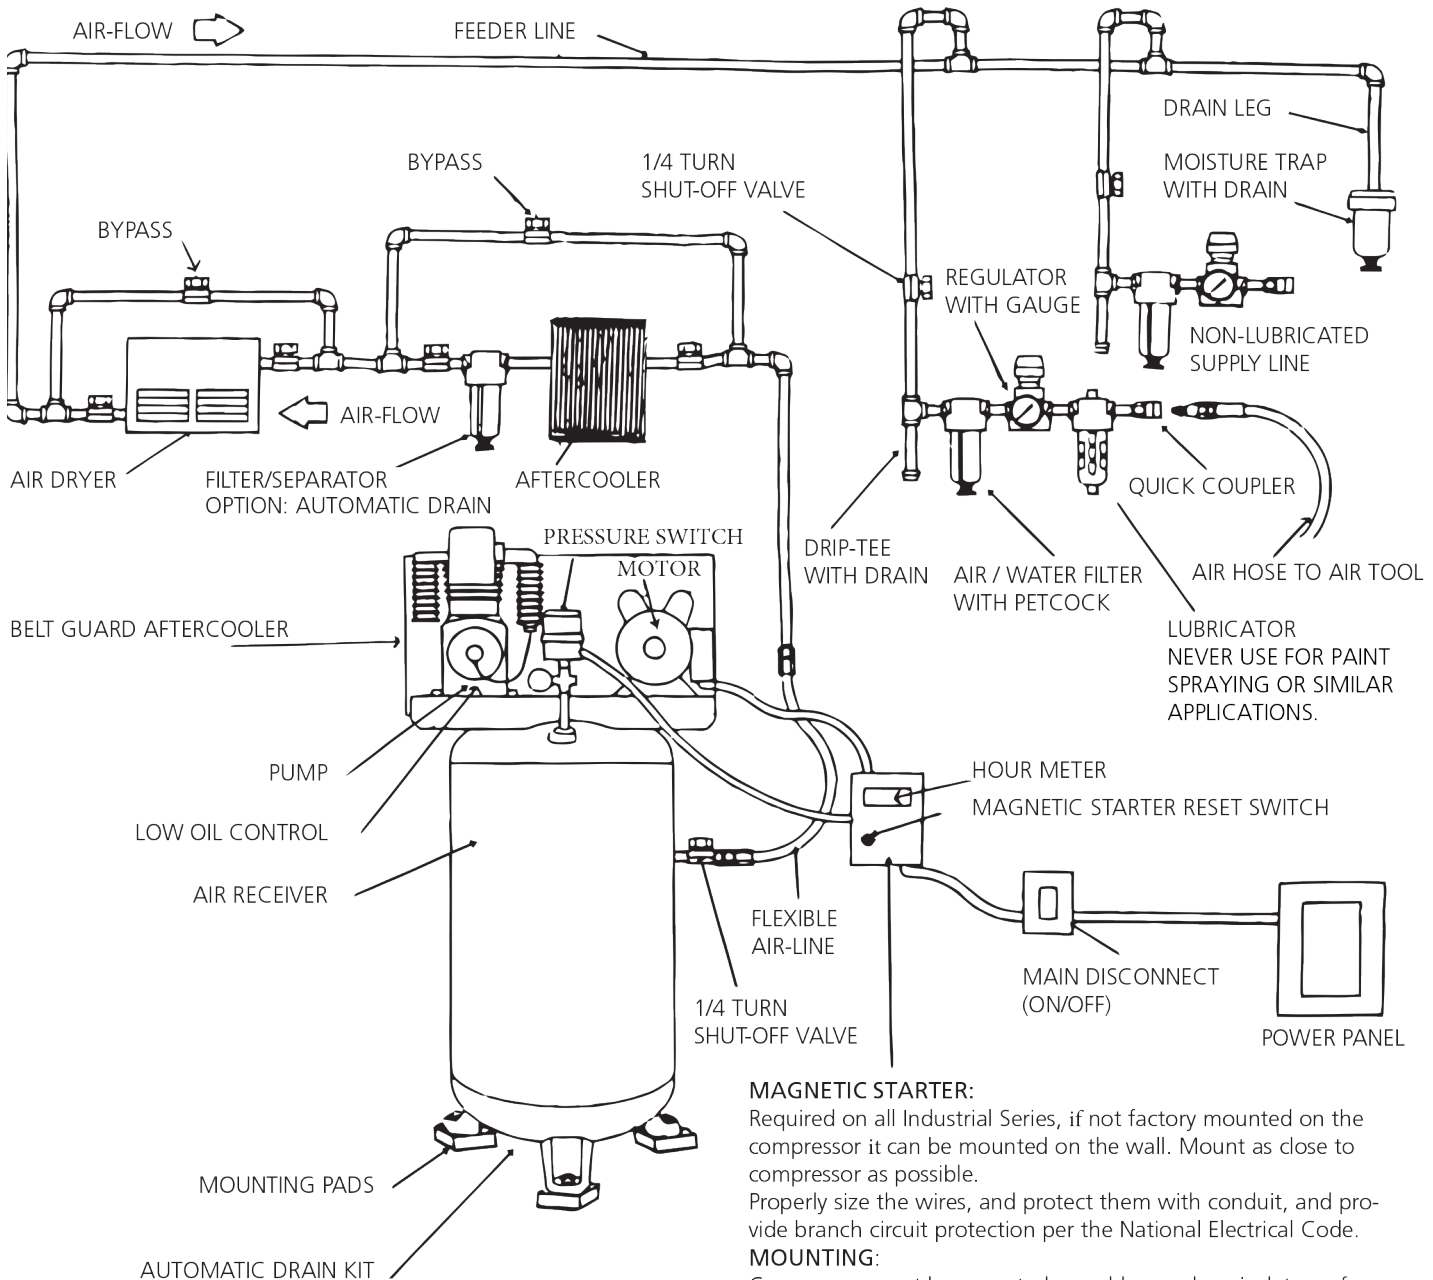 AIR-FLOW
FEEDER LINE
DRAIN LEG
BYPASS
1/4 TURN
SHUT-OFF VALVE
MOISTURE TRAP
WITH DRAIN
BYPASS
REGULATOR
WITH GAUGE
NON-LUBRICATED
SUPPLY LINE
AIR-FLOW
AIR DRYER
FILTER/SEPARATOR
OPTION: AUTOMATIC DRAIN
AFTERCOOLER
QUICK COUPLER
PRESSURE SWITCH
MOTOR
DRIP-TEE
WITH DRAIN
AIR / WATER FILTER
WITH PETCOCK
AIR HOSE TO AIR TOOL
BELT GUARD AFTERCOOLER
LUBRICATOR
NEVER USE FOR PAINT
SPRAYING OR SIMILAR
APPLICATIONS.
PUMP
HOUR METER
MAGNETIC STARTER RESET SWITCH
LOW OIL CONTROL
AIR RECEIVER
FLEXIBLE
AIR-LINE
MAIN DISCONNECT
(ON/OFF)
1/4 TURN
SHUT-OFF VALVE
POWER PANEL
MAGNETIC STARTER:
Required on all Industrial Series, if not factory mounted on the
compressor it can be mounted on the wall. Mount as close to
compressor as possible.
Properly size the wires, and protect them with conduit, and pro-
vide branch circuit protection per the National Electrical Code.
MOUNTING:
MOUNTING PADS
AUTOMATIC DRAIN KIT